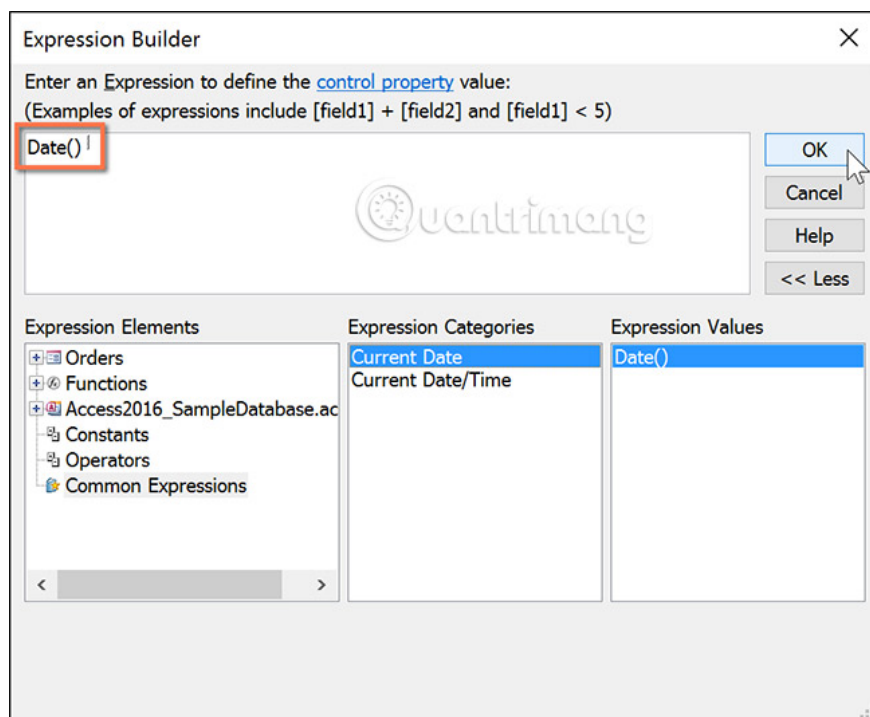 Expression Builder
Enter an Expression to define the control property value:
(Examples of expressions include [field1] + [field2] and [field1] < 5)
Date()
OK
Cancel
Help
<< Less
Quantrimang
Expression Elements
Orders
Functions
Access2016_SampleDatabase.ac
Constants
Operators
Common Expressions
Expression Categories
Current Date
Current Date/Time
Expression Values
Date()